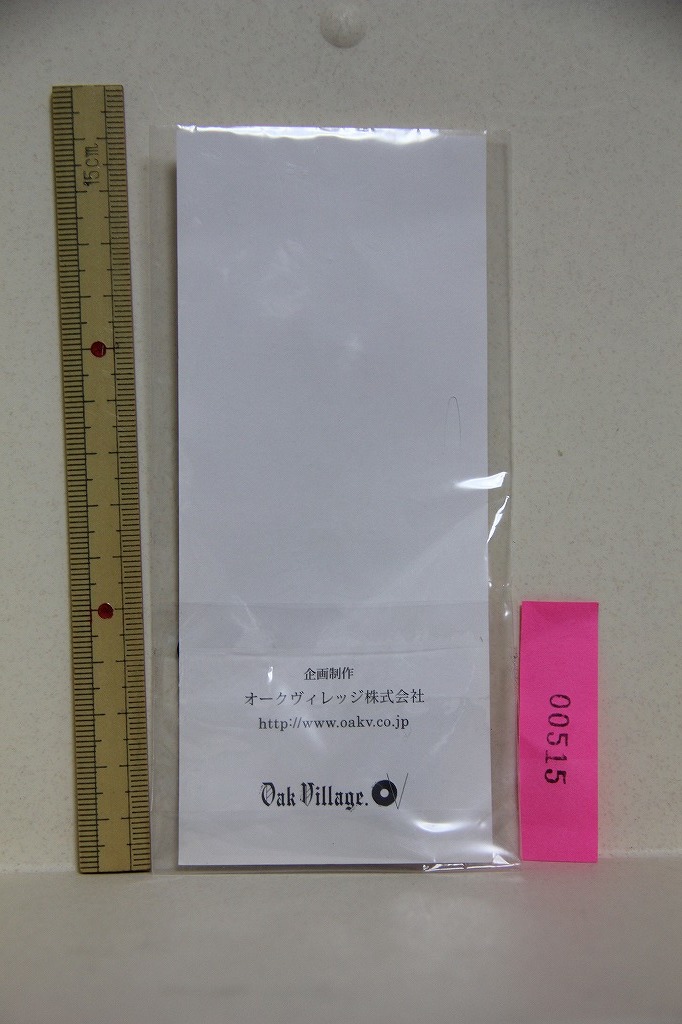 15cm
企画制作
オークヴィレッジ株式会社
http://www.oakv.co.jp
Oak Village.
00515